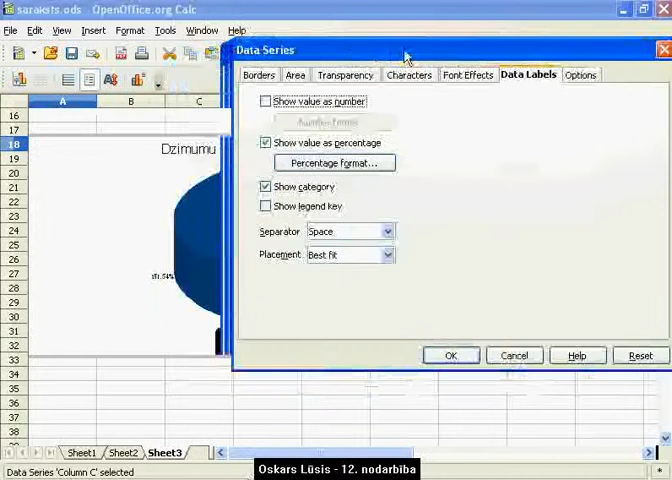 saraksts.ods - OpenOffice.org Calc
File Edit View Insert Format Tools Window Help
Data Series
Borders Area Transparency Characters Font Effects Data Labels Options
Show value as number
Number format
Show value as percentage
Percentage format...
Show category
Show legend key
Separator Space
Placement Best fit
OK Cancel Help Reset
A B C
16
17
18
Dzimumu
19
20
21
22
23
24
25
26
27
28
29
30
31
32
33
34
35
36
37
38
Sheet1 Sheet2 Sheet3
Data Series 'Column C' selected
*
Oskars Lūsis - 12. nodarbība